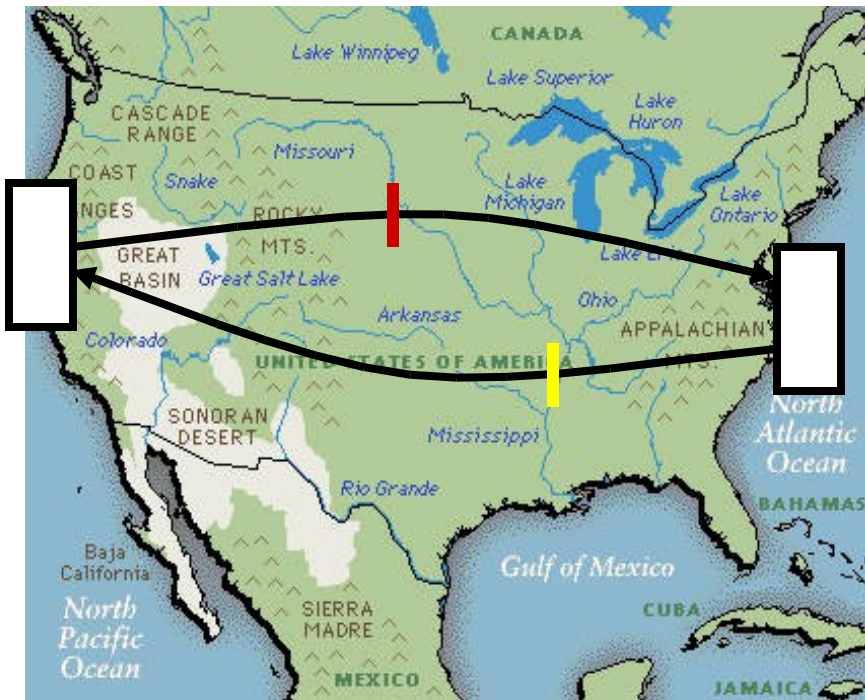 CANADA
Lake Winnipeg
Lake Superior
CASCADE
RANGE
Lake
Huron
Missouri
COAST
NGES
Snake
Lake
Michigan
Lake
Ontario
ROCKY
MTS.
GREAT
BASIN
Great Salt Lake
Lake Erie
Ohio
Arkansas
APPALACHIAN
MTS.
Colorado
UNITED STATES OF AMERICA
SONORAN
DESERT
Mississippi
North
Atlantic
Ocean
Rio Grande
BAHAMAS
Baja
California
Gulf of Mexico
North
Pacific
Ocean
SIERRA
MADRE
CUBA
MEXICO
JAMAICA